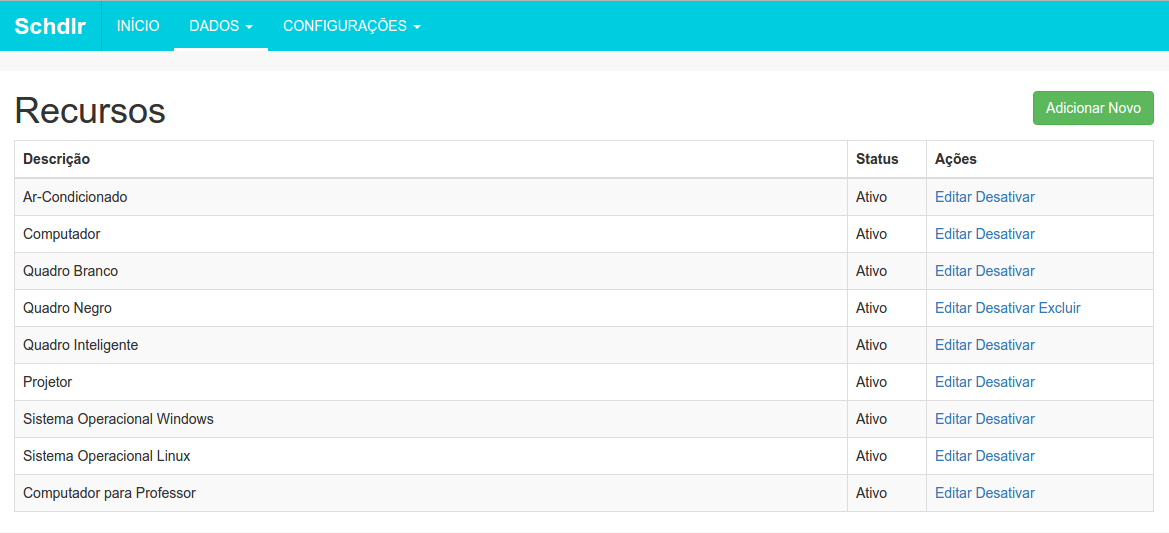 Schdlr INÍCIO DADOS CONFIGURAÇÕES
Recursos Adicionar Novo
Descrição Status Ações
Ar-Condicionado Ativo Editar Desativar
Computador Ativo Editar Desativar
Quadro Branco Ativo Editar Desativar
Quadro Negro Ativo Editar Desativar Excluir
Quadro Inteligente Ativo Editar Desativar
Projetor Ativo Editar Desativar
Sistema Operacional Windows Ativo Editar Desativar
Sistema Operacional Linux Ativo Editar Desativar
Computador para Professor Ativo Editar Desativar